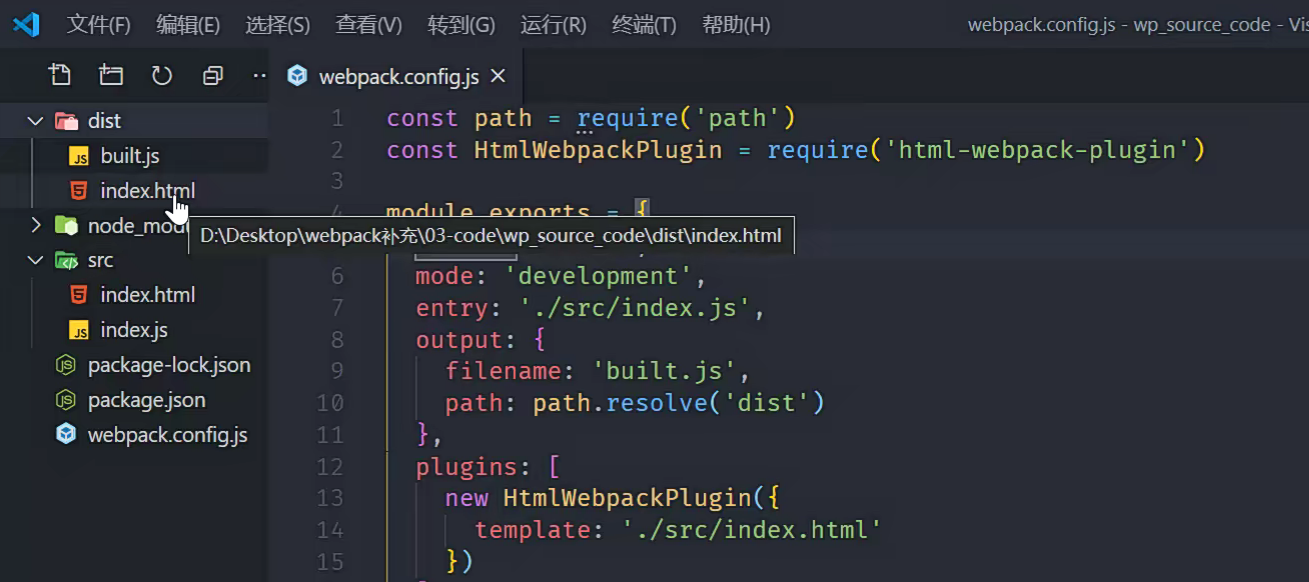 文件(F) 编辑(E) 选择(S) 查看(V) 转到(G) 运行(R) 终端(T) 帮助(H) webpack.config.js - wp_source_code - Vis
webpack.config.js
dist
built.js
index.html
node_modu
src
index.html
index.js
package-lock.json
package.json
webpack.config.js
D:\Desktop\webpack补充\03-code\wp_source_code\dist\index.html
1 const path = require('path')
2 const HtmlWebpackPlugin = require('html-webpack-plugin')
3
4 module.exports = {
6 mode: 'development',
7 entry: './src/index.js',
8 output: {
9 filename: 'built.js',
10 path: path.resolve('dist')
11 },
12 plugins: [
13 new HtmlWebpackPlugin({
14 template: './src/index.html'
15 })